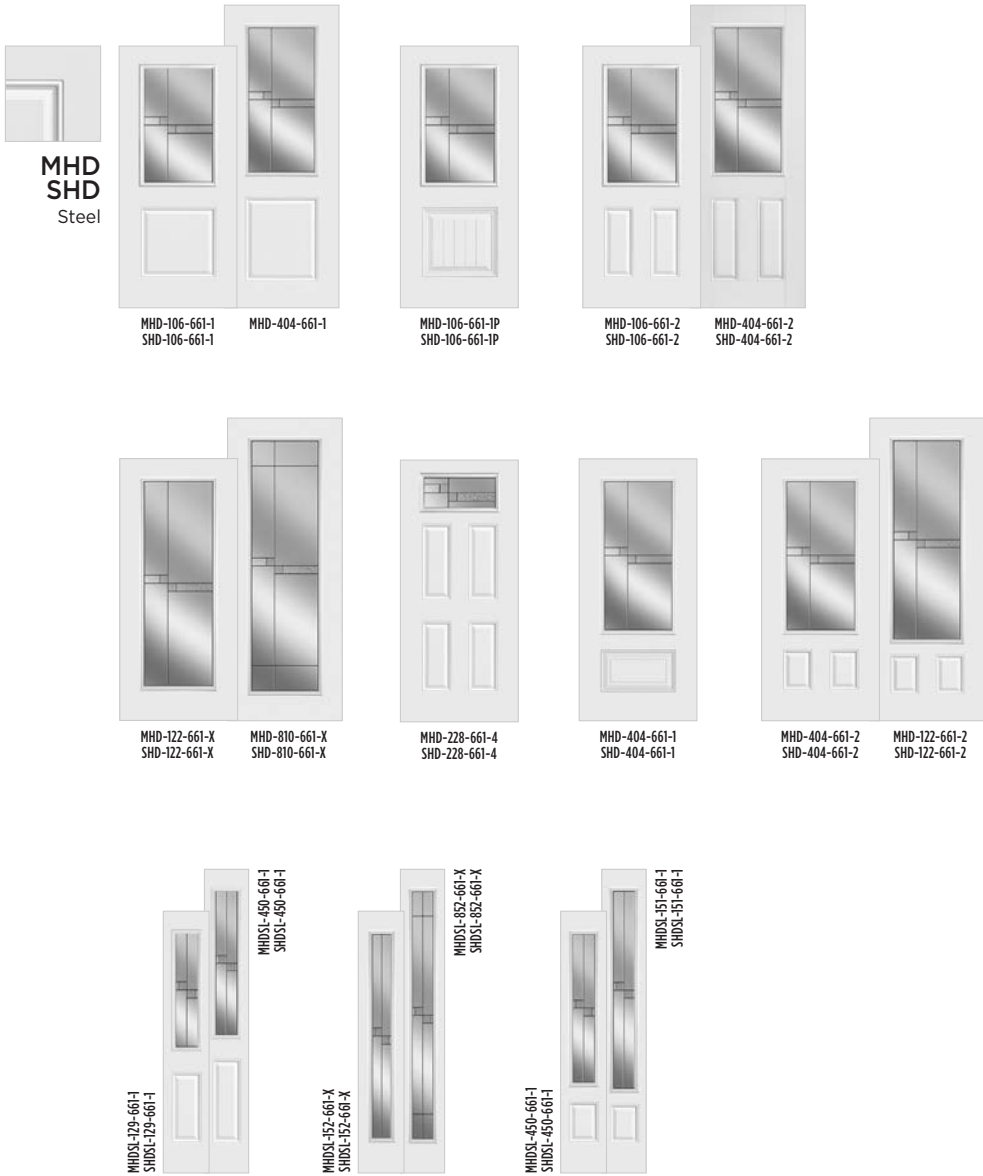 MHD
SHD
Steel
MHD-106-661-1
SHD-106-661-1
MHD-404-661-1
MHD-106-661-1P
SHD-106-661-1P
MHD-106-661-2
SHD-106-661-2
MHD-404-661-2
SHD-404-661-2
MHD-122-661-X
SHD-122-661-X
MHD-810-661-X
SHD-810-661-X
MHD-228-661-4
SHD-228-661-4
MHD-404-661-1
SHD-404-661-1
MHD-404-661-2
SHD-404-661-2
MHD-122-661-2
SHD-122-661-2
MHDSL-129-661-1
SHDSL-129-661-1
MHDSL-450-661-1
SHDSL-450-661-1
MHDSL-152-661-X
SHDSL-152-661-X
MHDSL-852-661-X
SHDSL-852-661-X
MHDSL-450-661-1
SHDSL-450-661-1
MHDSL-151-661-1
SHDSL-151-661-1